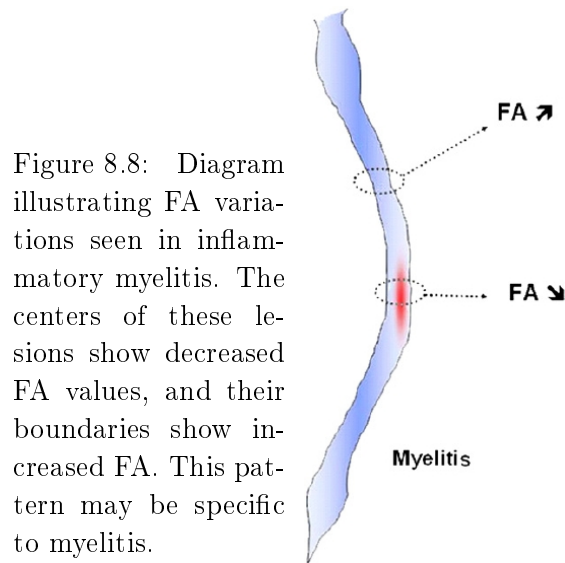 Figure 8.8: Diagram
illustrating FA varia-
tions seen in inflam-
matory myelitis. The
centers of these le-
sions show decreased
FA values, and their
boundaries show in-
creased FA. This pat-
tern may be specific
to myelitis.
FA ↗
FA ↘
Myelitis